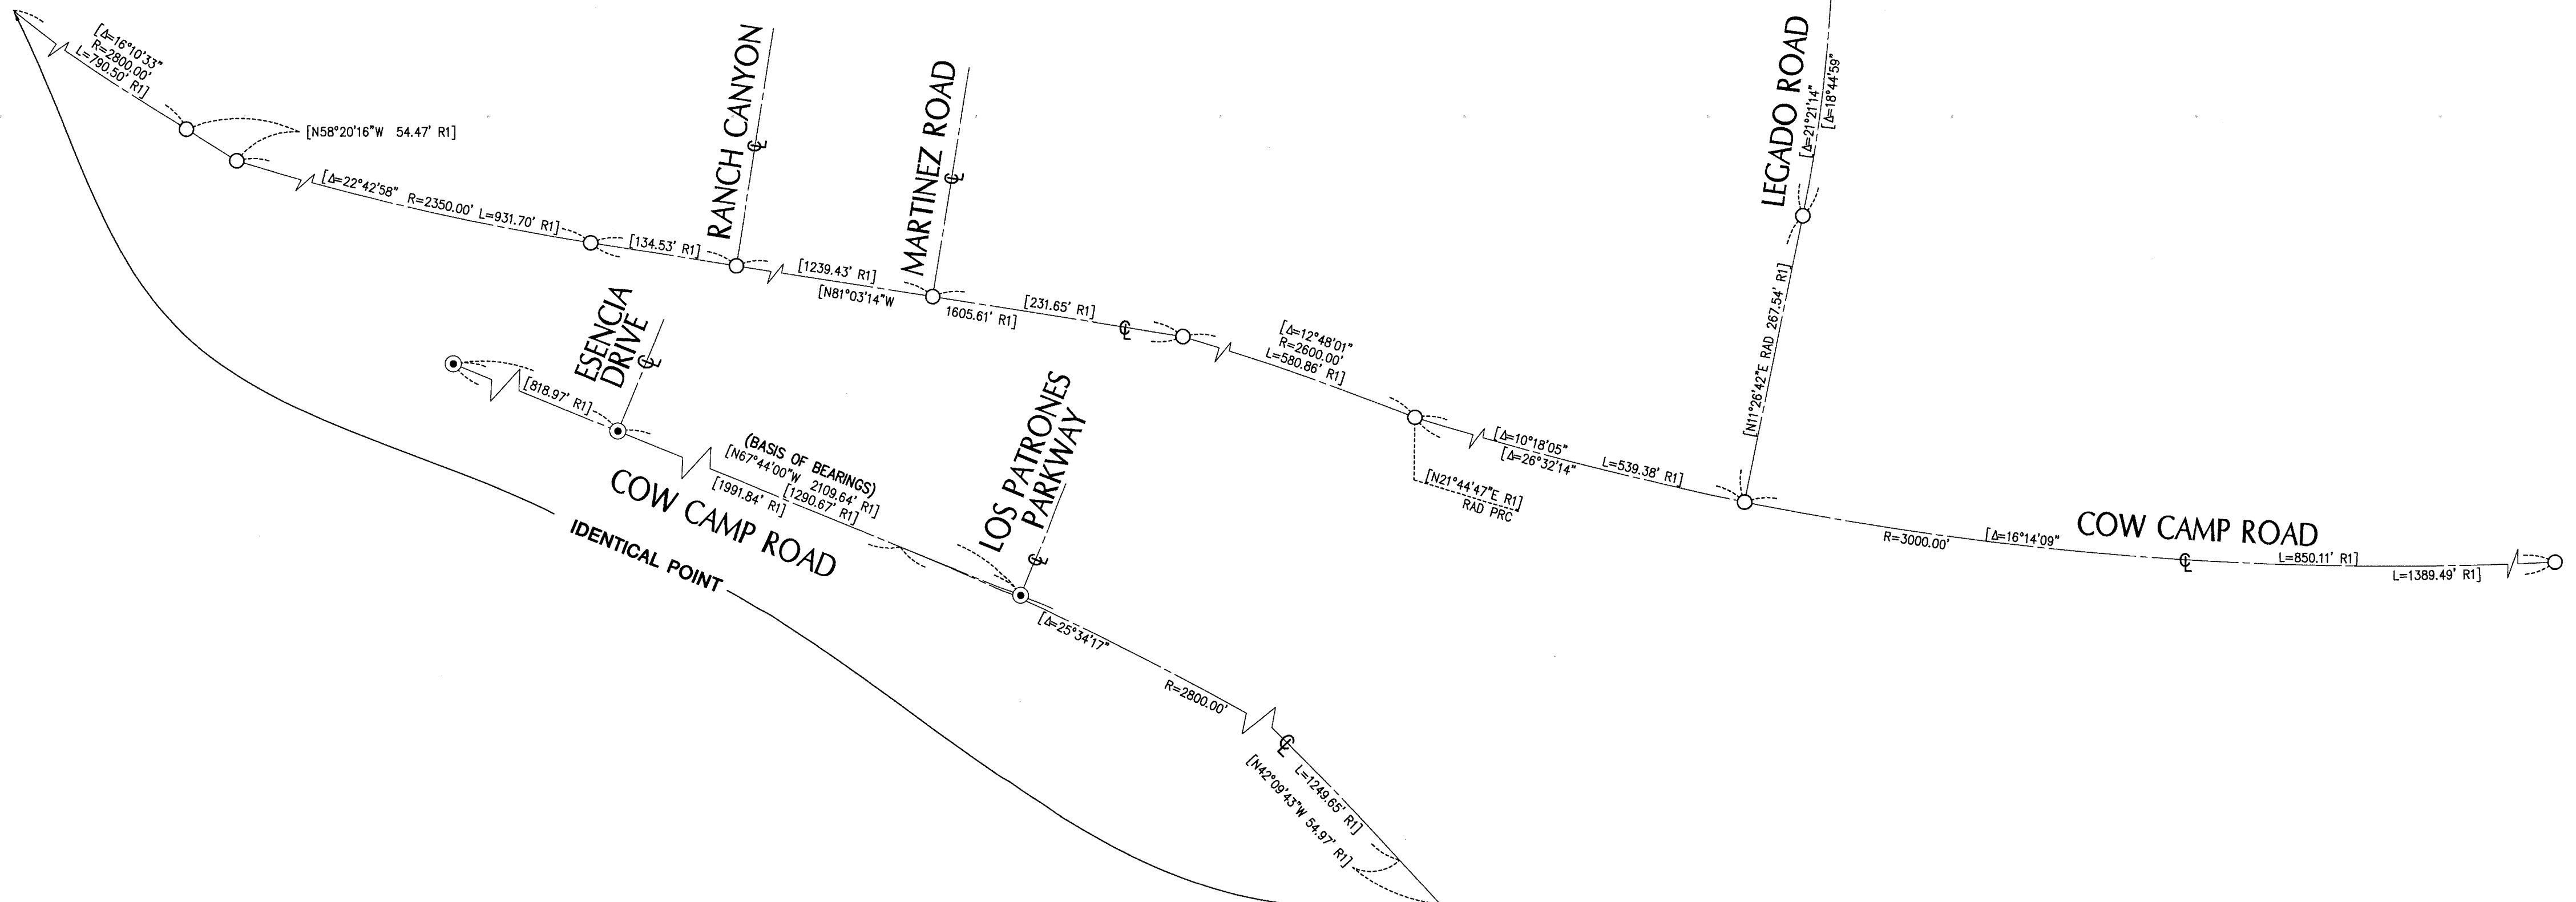 [Δ=16°10'33"
R=2800.00'
L=790.50' R1]
[N58°20'16"W 54.47' R1]
[Δ=22°42'58" R=2350.00' L=931.70' R1]
[134.53' R1]
RANCH CANYON
℄
[1239.43' R1]
[N81°03'14"W 1605.61' R1]
MARTINEZ ROAD
℄
[231.65' R1]
℄
[Δ=12°48'01"
R=2600.00'
L=580.86' R1]
[N21°44'47"E R1]
RAD PRC
[Δ=10°18'05" L=539.38' R1]
[Δ=26°32'14"
LEGADO ROAD
[Δ=21°21'14"
[Δ=18°44'59"
[N11°26'42"E RAD 267.54' R1]
R=3000.00'
[Δ=16°14'09"
COW CAMP ROAD
℄
L=850.11' R1]
L=1389.49' R1]
ESENCIA
DRIVE
℄
[818.97' R1]
(BASIS OF BEARINGS)
[N67°44'00"W 2109.64' R1]
[1290.67' R1]
[1991.84' R1]
COW CAMP ROAD
LOS PATRONES
PARKWAY
℄
IDENTICAL POINT
[Δ=25°34'17"
R=2800.00'
℄
L=1249.65' R1]
[N42°09'43"W 54.97' R1]